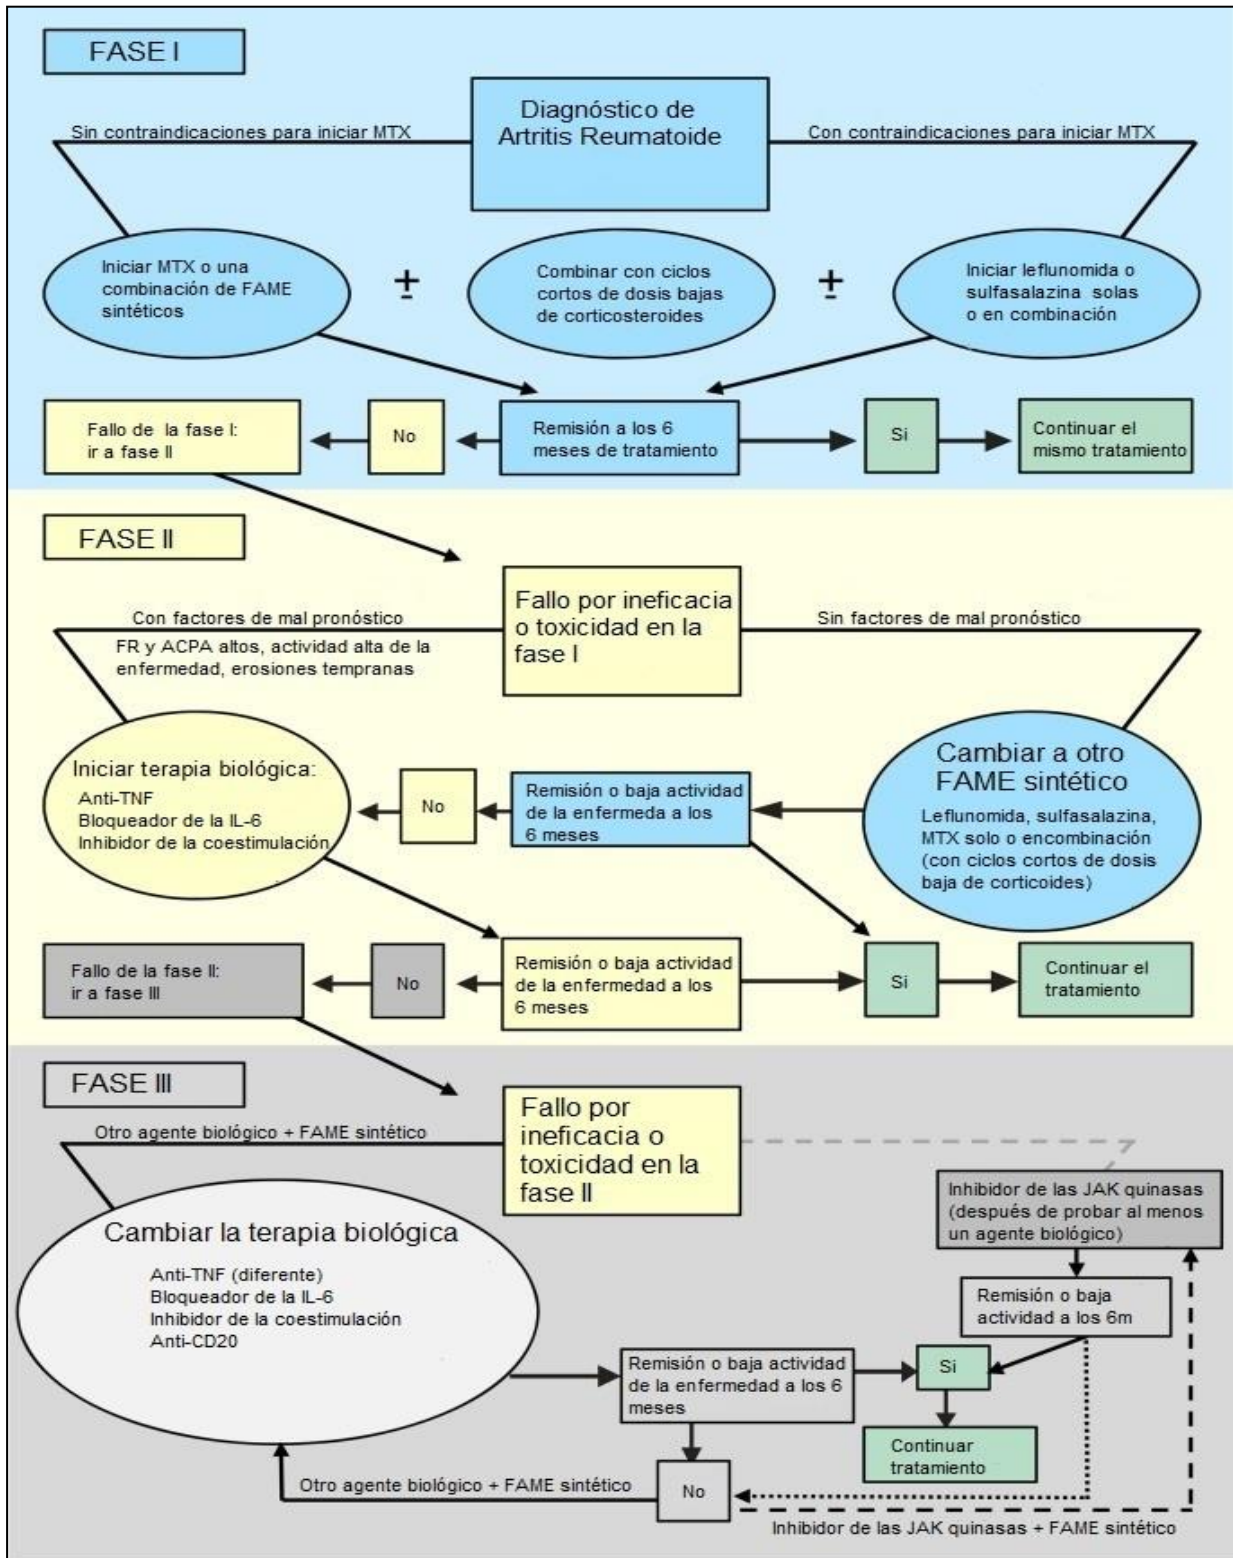 FASE I
Diagnóstico de
Artritis Reumatoide
Sin contraindicaciones para iniciar MTX
Con contraindicaciones para iniciar MTX
Iniciar MTX o una
combinación de FAME
sintéticos
±
Combinar con ciclos
cortos de dosis bajas
de corticosteroides
±
Iniciar leflunomida o
sulfasalazina solas
o en combinación
Fallo de la fase I:
ir a fase II
No
Remisión a los 6
meses de tratamiento
Si
Continuar el
mismo tratamiento
FASE II
Fallo por ineficacia
o toxicidad en la
fase I
Con factores de mal pronóstico
FR y ACPA altos, actividad alta de la
enfermedad, erosiones tempranas
Sin factores de mal pronóstico
Iniciar terapia biológica:
Anti-TNF
Bloqueador de la IL-6
Inhibidor de la coestimulación
No
Remisión o baja actividad
de la enfermeda a los
6 meses
Cambiar a otro
FAME sintético
Leflunomida, sulfasalazina,
MTX solo o encombinación
(con ciclos cortos de dosis
baja de corticoides)
Fallo de la fase II:
ir a fase III
No
Remisión o baja actividad
de la enfermedad a los
6 meses
Si
Continuar el
tratamiento
FASE III
Fallo por
ineficacia o
toxicidad en la
fase II
Otro agente biológico + FAME sintético
Cambiar la terapia biológica
Anti-TNF (diferente)
Bloqueador de la IL-6
Inhibidor de la coestimulación
Anti-CD20
Inhibidor de las JAK quinasas
(después de probar al menos
un agente biológico)
Remisión o baja
actividad a los 6m
Remisión o baja actividad
de la enfermedad a los 6
meses
Si
Continuar
tratamiento
No
Otro agente biológico + FAME sintético
Inhibidor de las JAK quinasas + FAME sintético